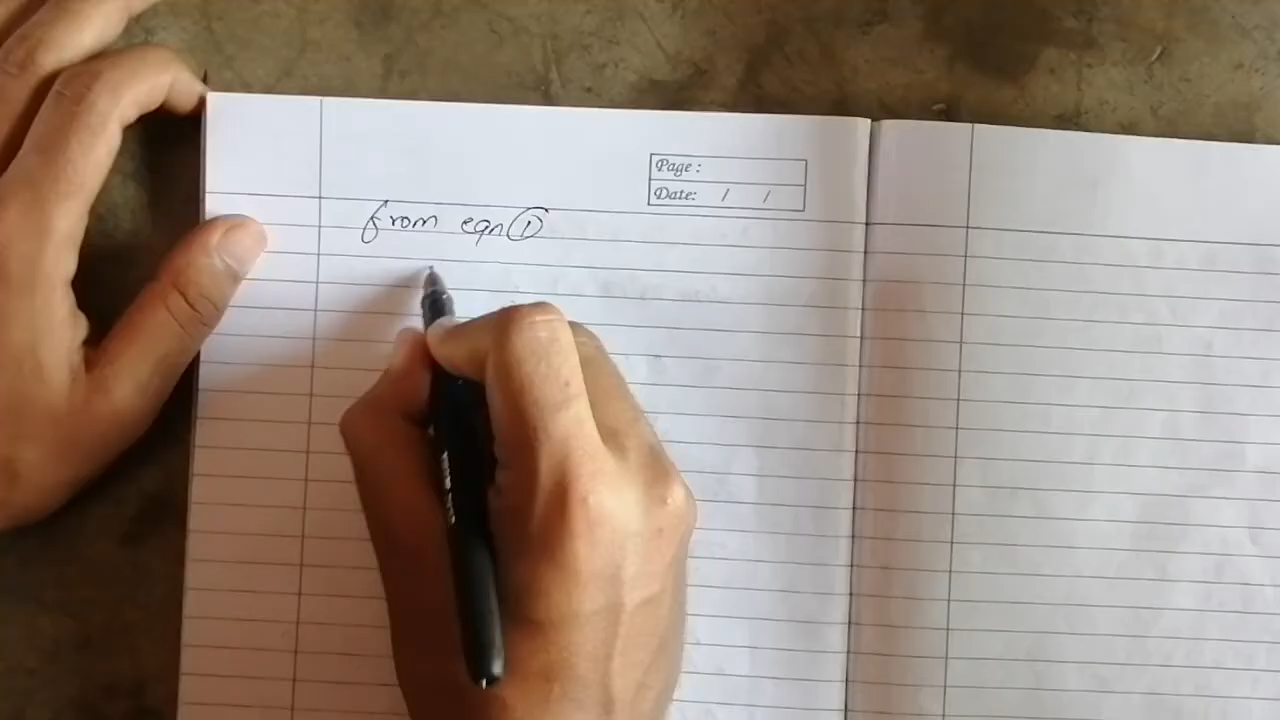 Page :
Date: / /
from eqn ①